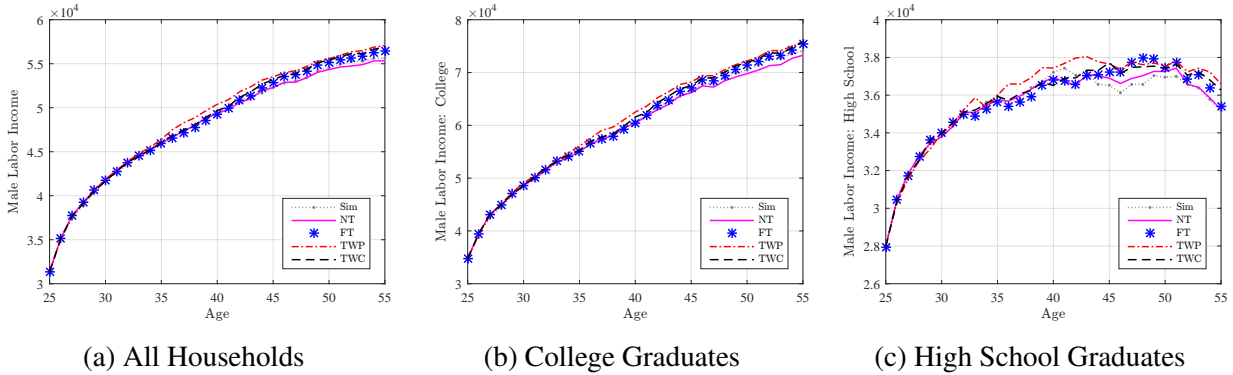 ×10⁴
6
5.5
5
4.5
4
3.5
3
25 30 35 40 45 50 55
Age
Male Labor Income
Sim
NT
FT
TWP
TWC
(a) All Households
×10⁴
8
7
6
5
4
3
25 30 35 40 45 50 55
Age
Male Labor Income: College
Sim
NT
FT
TWP
TWC
(b) College Graduates
×10⁴
4
3.8
3.6
3.4
3.2
3
2.8
2.6
25 30 35 40 45 50 55
Age
Male Labor Income: High School
Sim
NT
FT
TWP
TWC
(c) High School Graduates